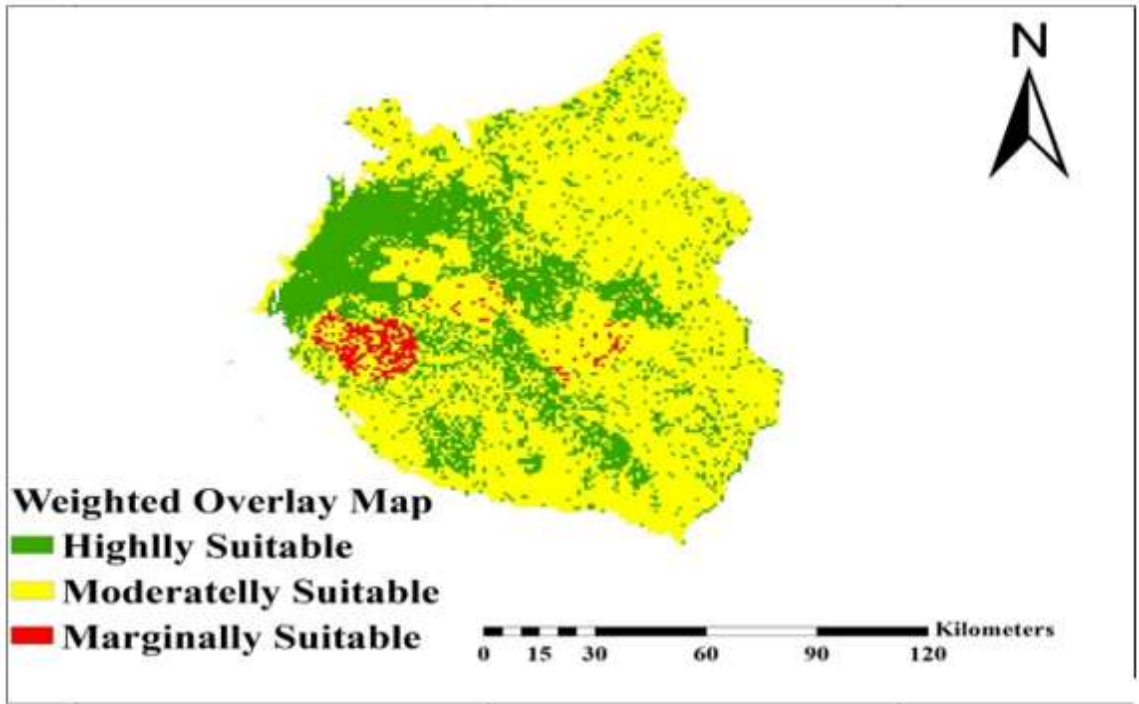 N
Weighted Overlay Map
Highlly Suitable
Moderatelly Suitable
Marginally Suitable
Kilometers
0 15 30 60 90 120